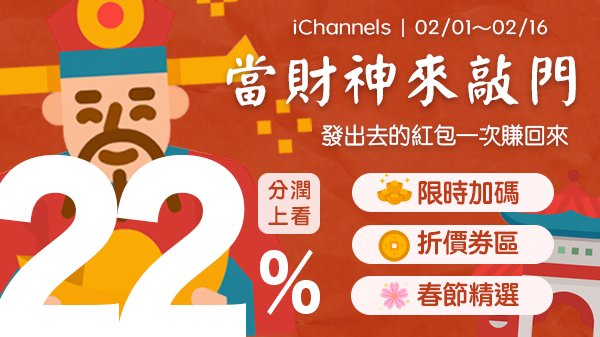 iChannels | 02/01～02/16
當財神來敲門
發出去的紅包一次賺回來
22%
分潤
上看
限時加碼
折價券區
春節精選